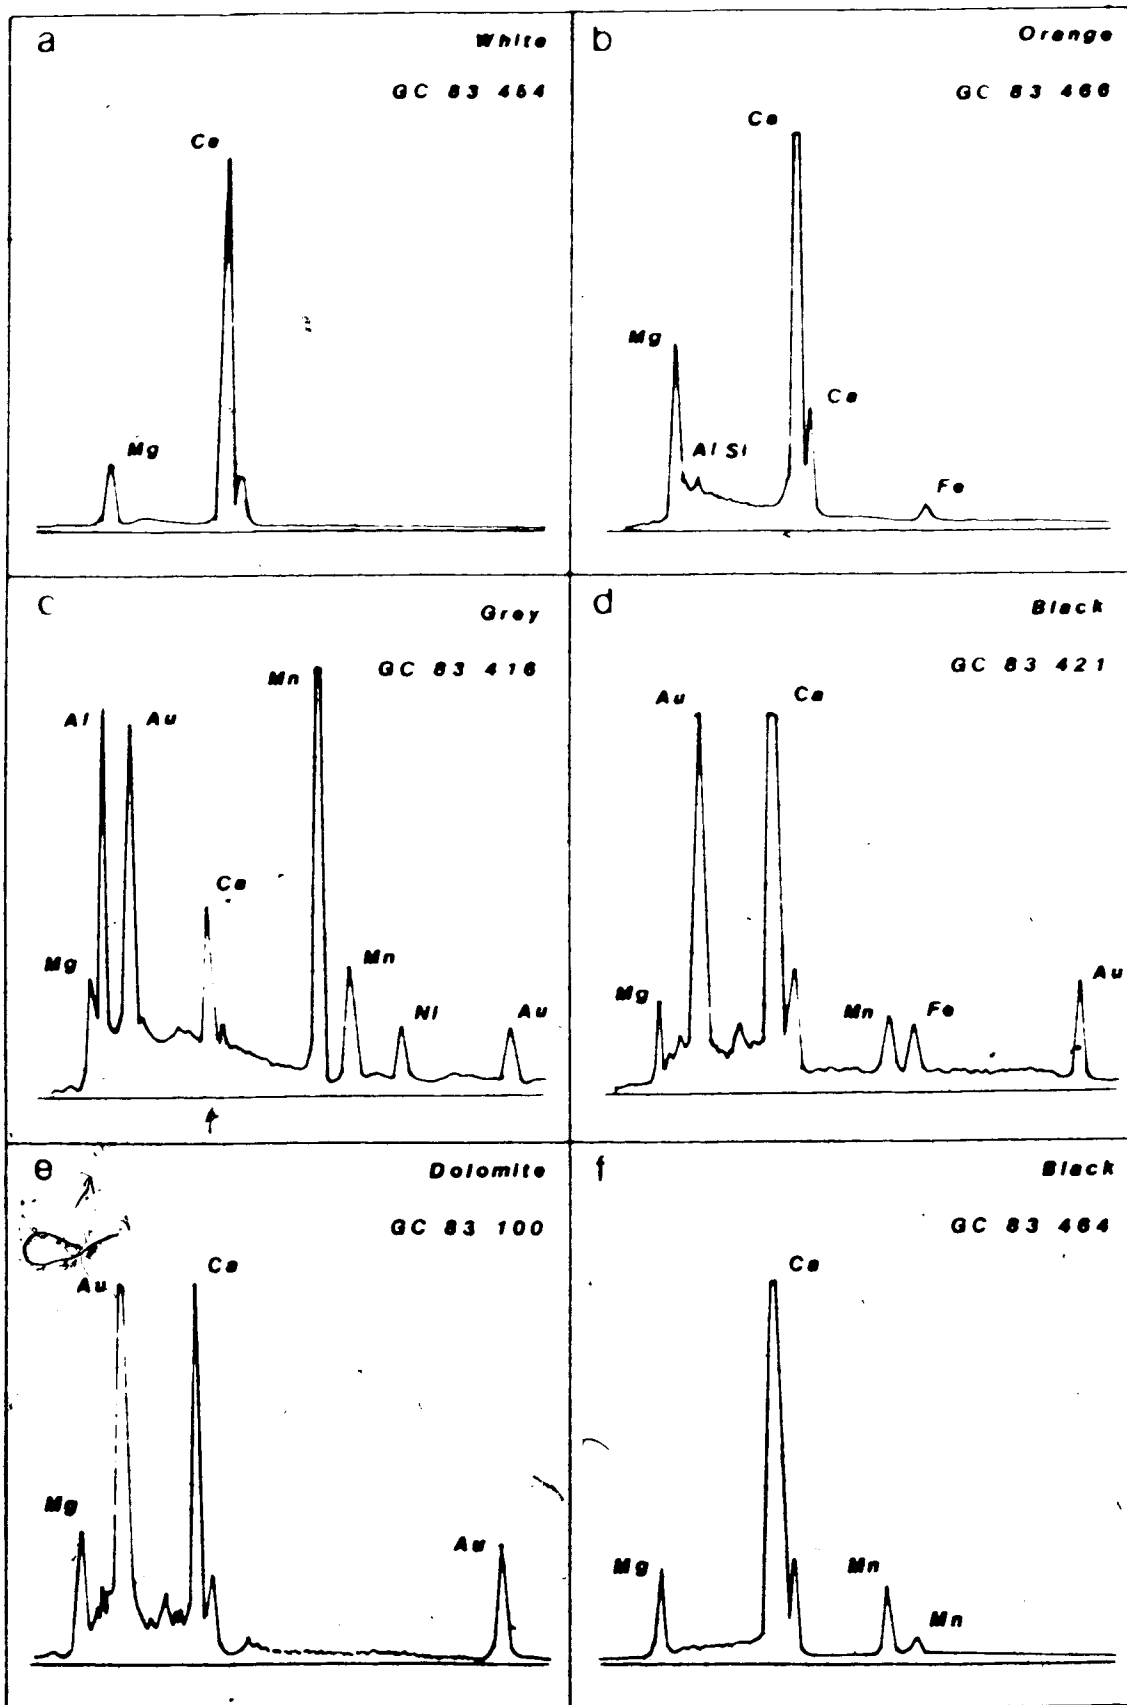 a
White
GC 83 454
Ca
Mg
b
Orange
GC 83 466
Ca
Mg
Ca
Al Si
Fe
c
Grey
GC 83 416
Mn
Al
Au
Ca
Mg
Mn
Ni
Au
d
Black
GC 83 421
Au
Ca
Mg
Mn
Fe
Au
e
Dolomite
GC 83 100
Au
Ca
Mg
Au
f
Black
GC 83 464
Ca
Mg
Mn
Mn